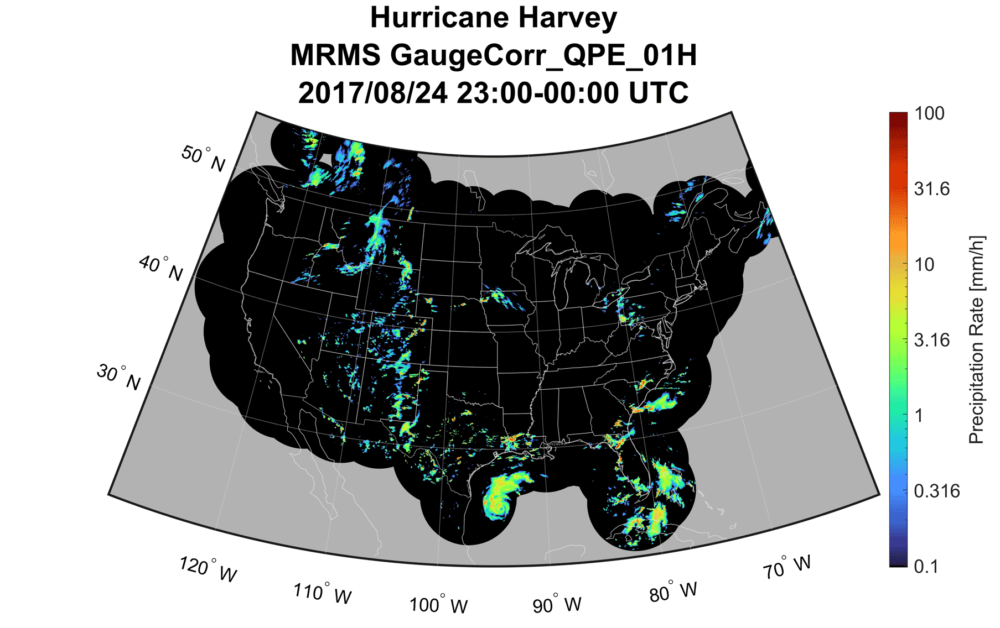 Hurricane Harvey
MRMS GaugeCorr_QPE_01H
2017/08/24 23:00-00:00 UTC
50° N
40° N
30° N
120° W
110° W
100° W
90° W
80° W
70° W
100
31.6
10
3.16
1
0.316
0.1
Precipitation Rate [mm/h]